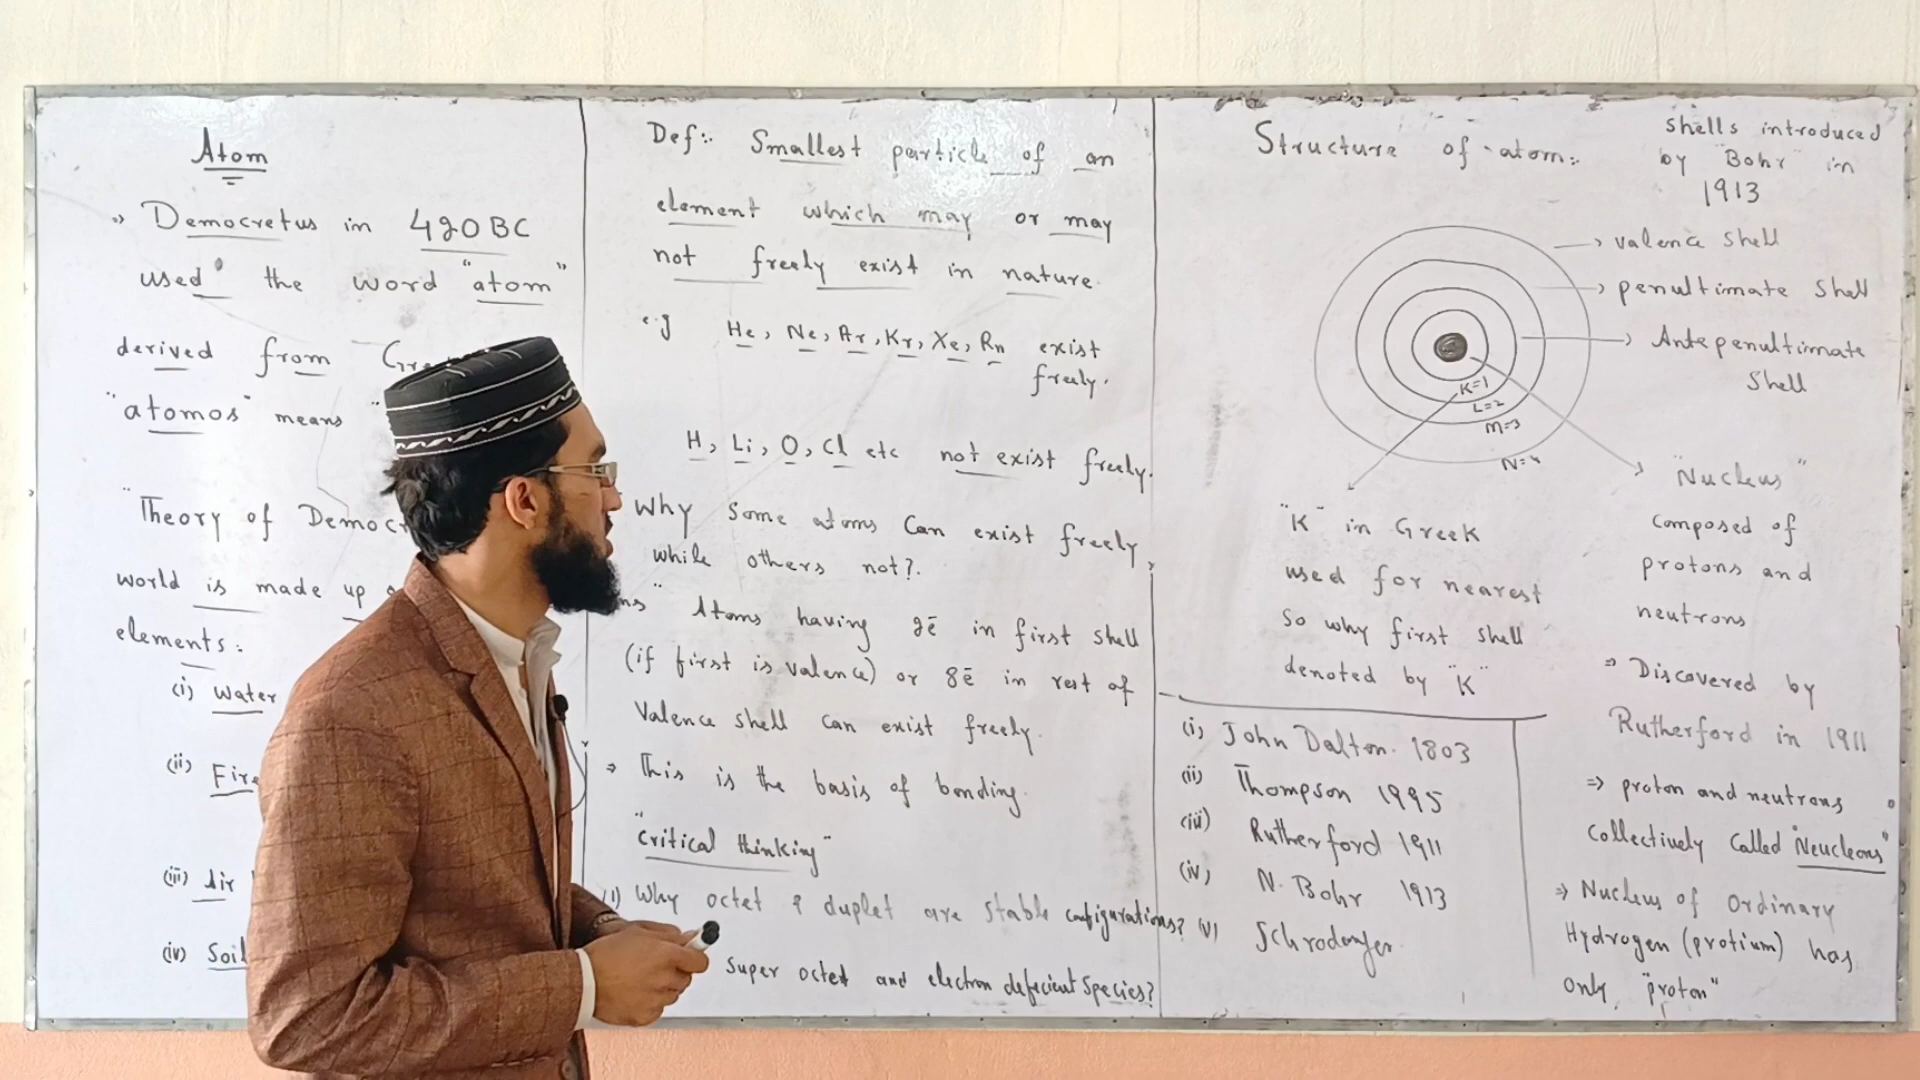 Atom
Democretus in 420 BC
used the word "atom"
derived from
"atomos" means "
"Theory of
world is made up
elements:
(i) Water
(ii) Fire
(iii) Air
(iv) Soil
Def:- Smallest particle of an
element which may or may
not freely exist in nature.
e.g He, Ne, Ar, Kr, Xe, Rn exist
freely.
H, Li, O, Cl etc not exist freely.
Why Some atoms Can exist freely
while others not?.
Atoms having 2ē in first shell
(if first is valence) or 8ē in rest of
Valence shell can exist freely.
⇒ This is the basis of bonding.
"Critical thinking"
Why octet & duplet are stable configurations?
Super octet and electron deficient Species?
Structure of atom:-
Shells introduced
by "Bohr" in
1913
valence shell
penultimate shell
Antepenultimate
Shell
K=1
L=2
M=3
N=4
"K" in Greek
used for nearest
so why first shell
denoted by "K"
"Nucleus"
composed of
protons and
neutrons
⇒ Discovered by
Rutherford in 1911
⇒ proton and neutrons
Collectively Called "Neucleons"
⇒ Nucleus of Ordinary
Hydrogen (protium) has
only "proton"
(i) John Dalton. 1803
(ii) Thompson 1995
(iii) Rutherford 1911
(iv) N. Bohr 1913
(v)